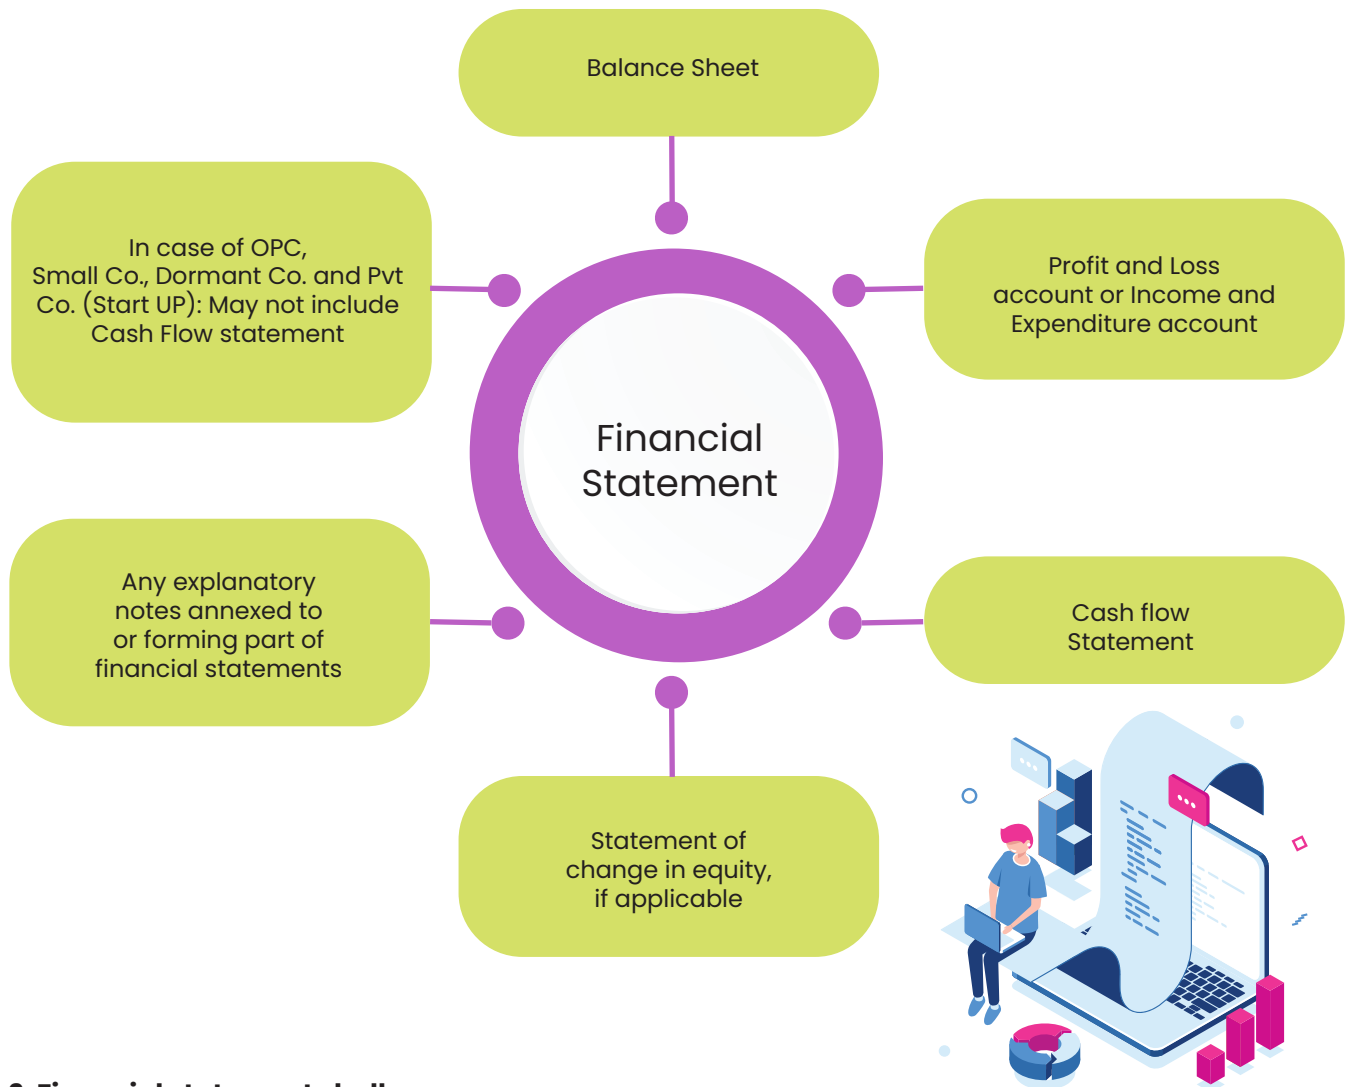 Balance Sheet
In case of OPC,
Small Co., Dormant Co. and Pvt
Co. (Start UP): May not include
Cash Flow statement
Profit and Loss
account or Income and
Expenditure account
Financial
Statement
Any explanatory
notes annexed to
or forming part of
financial statements
Cash flow
Statement
Statement of
change in equity,
if applicable